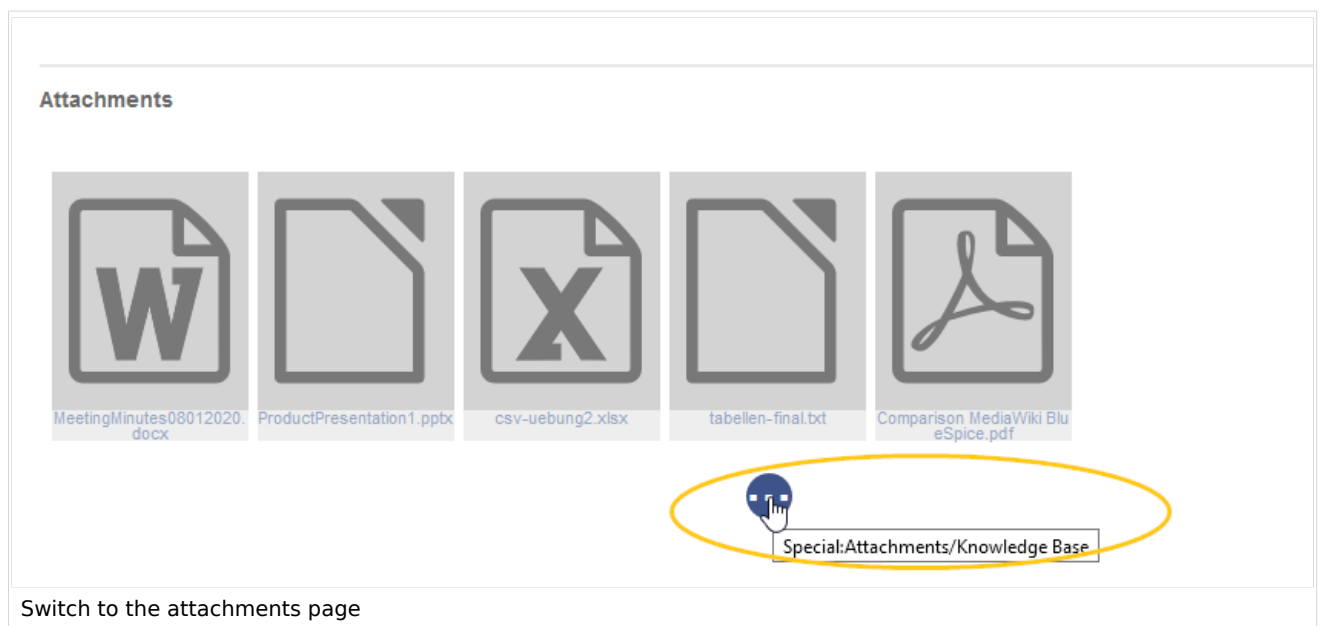 Attachments
W
X
MeetingMinutes08012020.
docx
ProductPresentation1.pptx
csv-uebung2.xlsx
tabellen-final.txt
Comparison MediaWiki Blu
eSpice.pdf
Special:Attachments/Knowledge Base
Switch to the attachments page